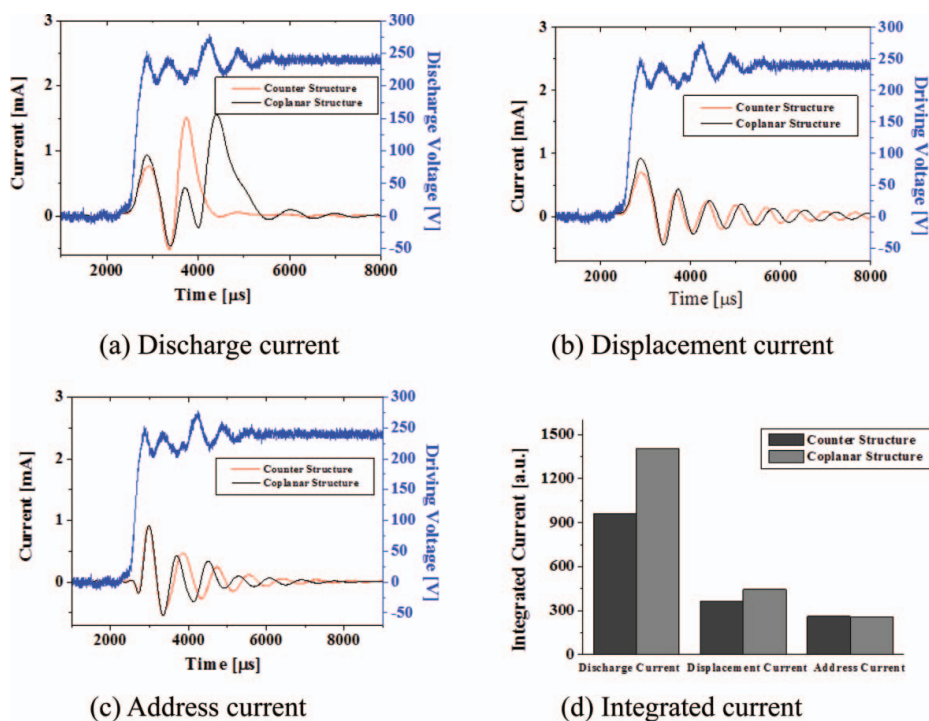 3
2
1
0
Current [mA]
2000
4000
6000
8000
Time [µs]
300
250
200
150
100
50
0
-50
Discharge Voltage [V]
Counter Structure
Coplanar Structure
(a) Discharge current
3
2
1
0
Current [mA]
2000
4000
6000
8000
Time [µs]
300
250
200
150
100
50
0
-50
Driving Voltage [V]
Counter Structure
Coplanar Structure
(b) Displacement current
3
2
1
0
Current [mA]
2000
4000
6000
8000
Time [µs]
300
250
200
150
100
50
0
-50
Driving Voltage [V]
Counter Structure
Coplanar Structure
(c) Address current
1500
1200
900
600
300
0
0
Integrated Current [a.u.]
Counter Structure
Coplanar Structure
Discharge Current
Displacement Current
Address Current
(d) Integrated current